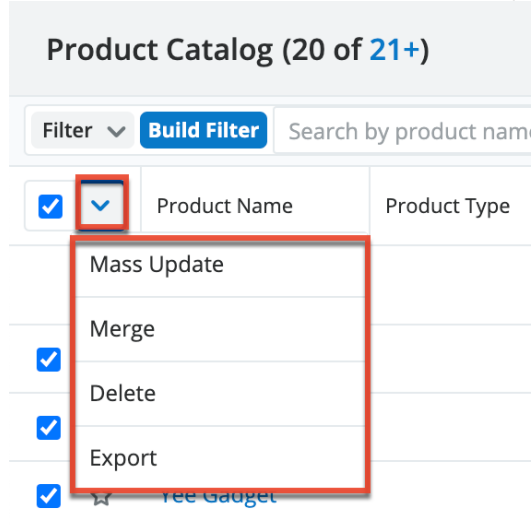 Product Catalog (20 of 21+)
Filter Build Filter Search by product name
Product Name Product Type
Mass Update
Merge
Delete
Export
Yee Gadget